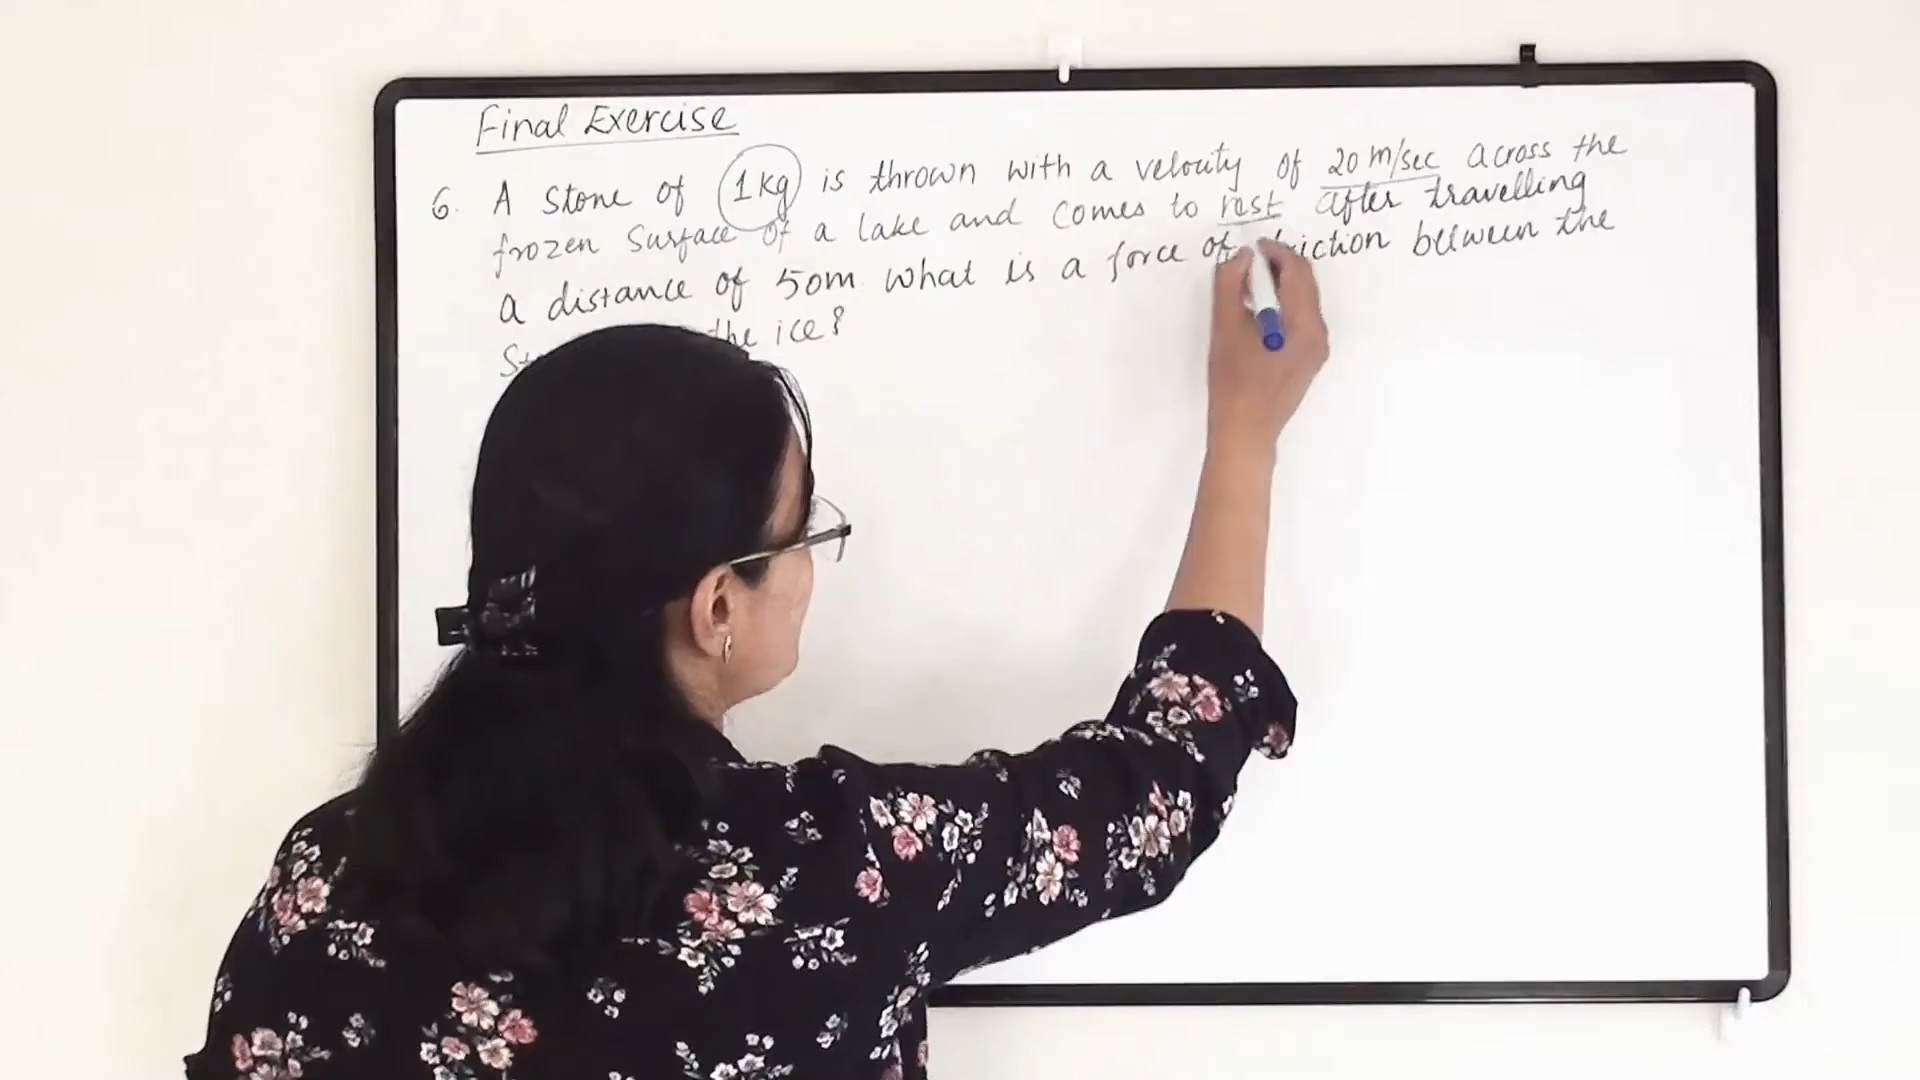 Final Exercise
6. A Stone of 1kg is thrown with a velocity of 20 m/sec across the
frozen Surface of a lake and comes to rest after travelling
a distance of 50m. What is a force of between the
the ice?